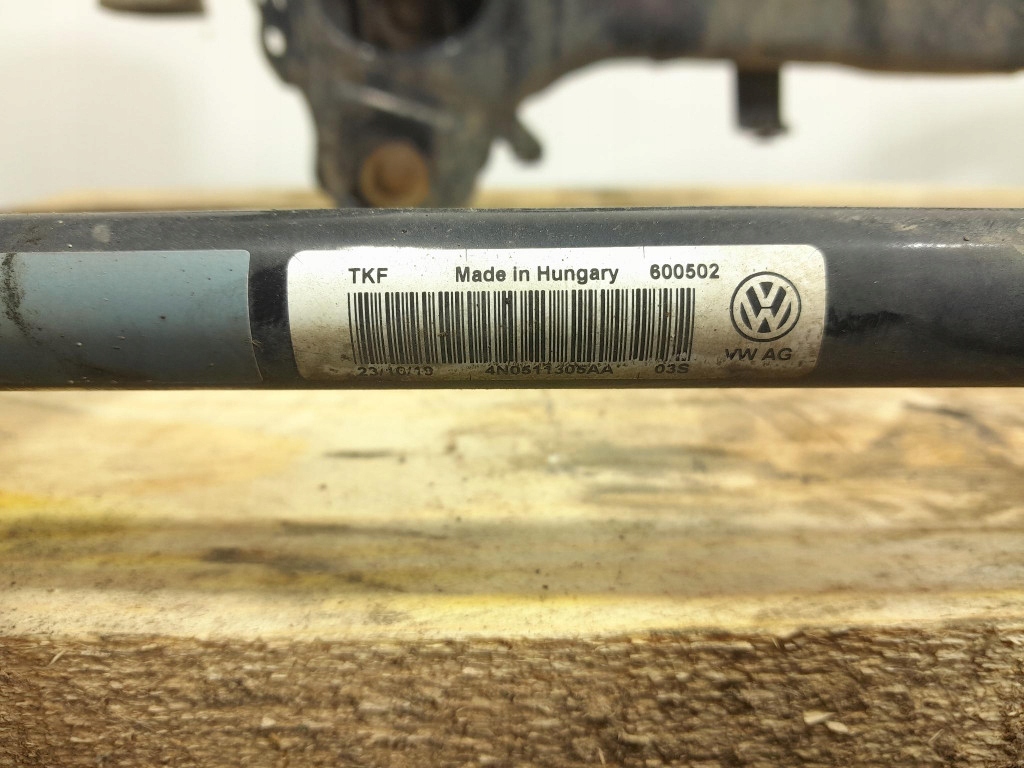 TKF Made in Hungary 600502
VW AG
23/10/19 4N0511305AA 03S